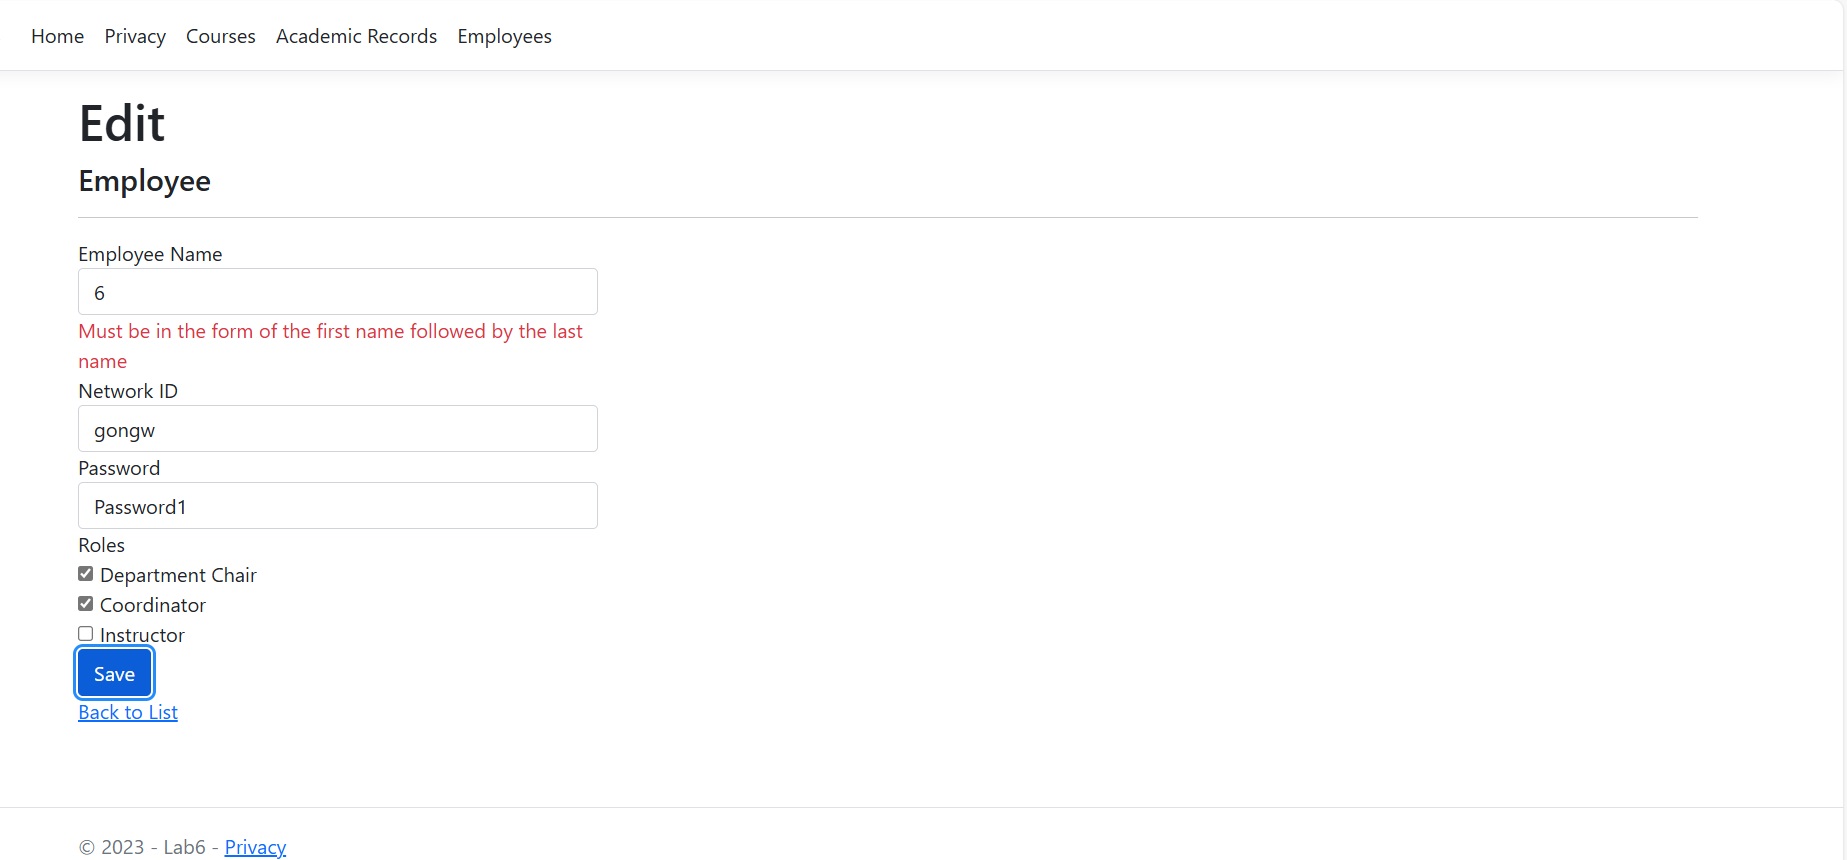 Home Privacy Courses Academic Records Employees
Edit
Employee
Employee Name
6
Must be in the form of the first name followed by the last
name
Network ID
gongw
Password
Password1
Roles
Department Chair
Coordinator
Instructor
Save
Back to List
© 2023 - Lab6 - Privacy